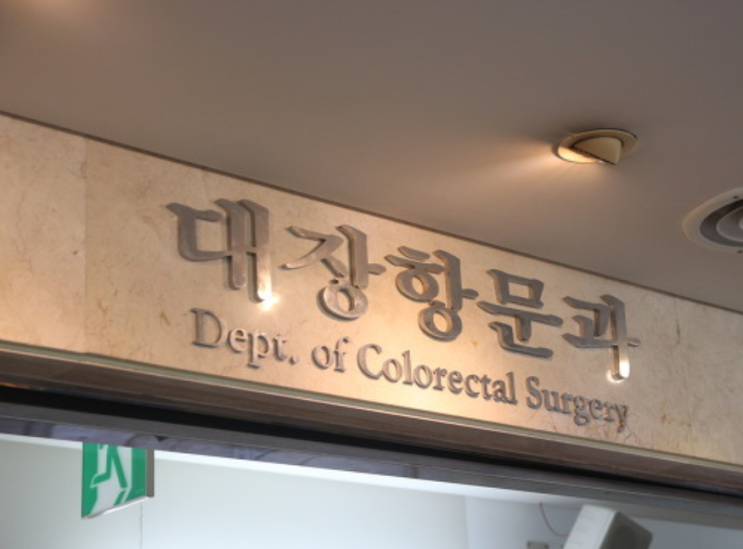 대장항문과
Dept. of Colorectal Surgery